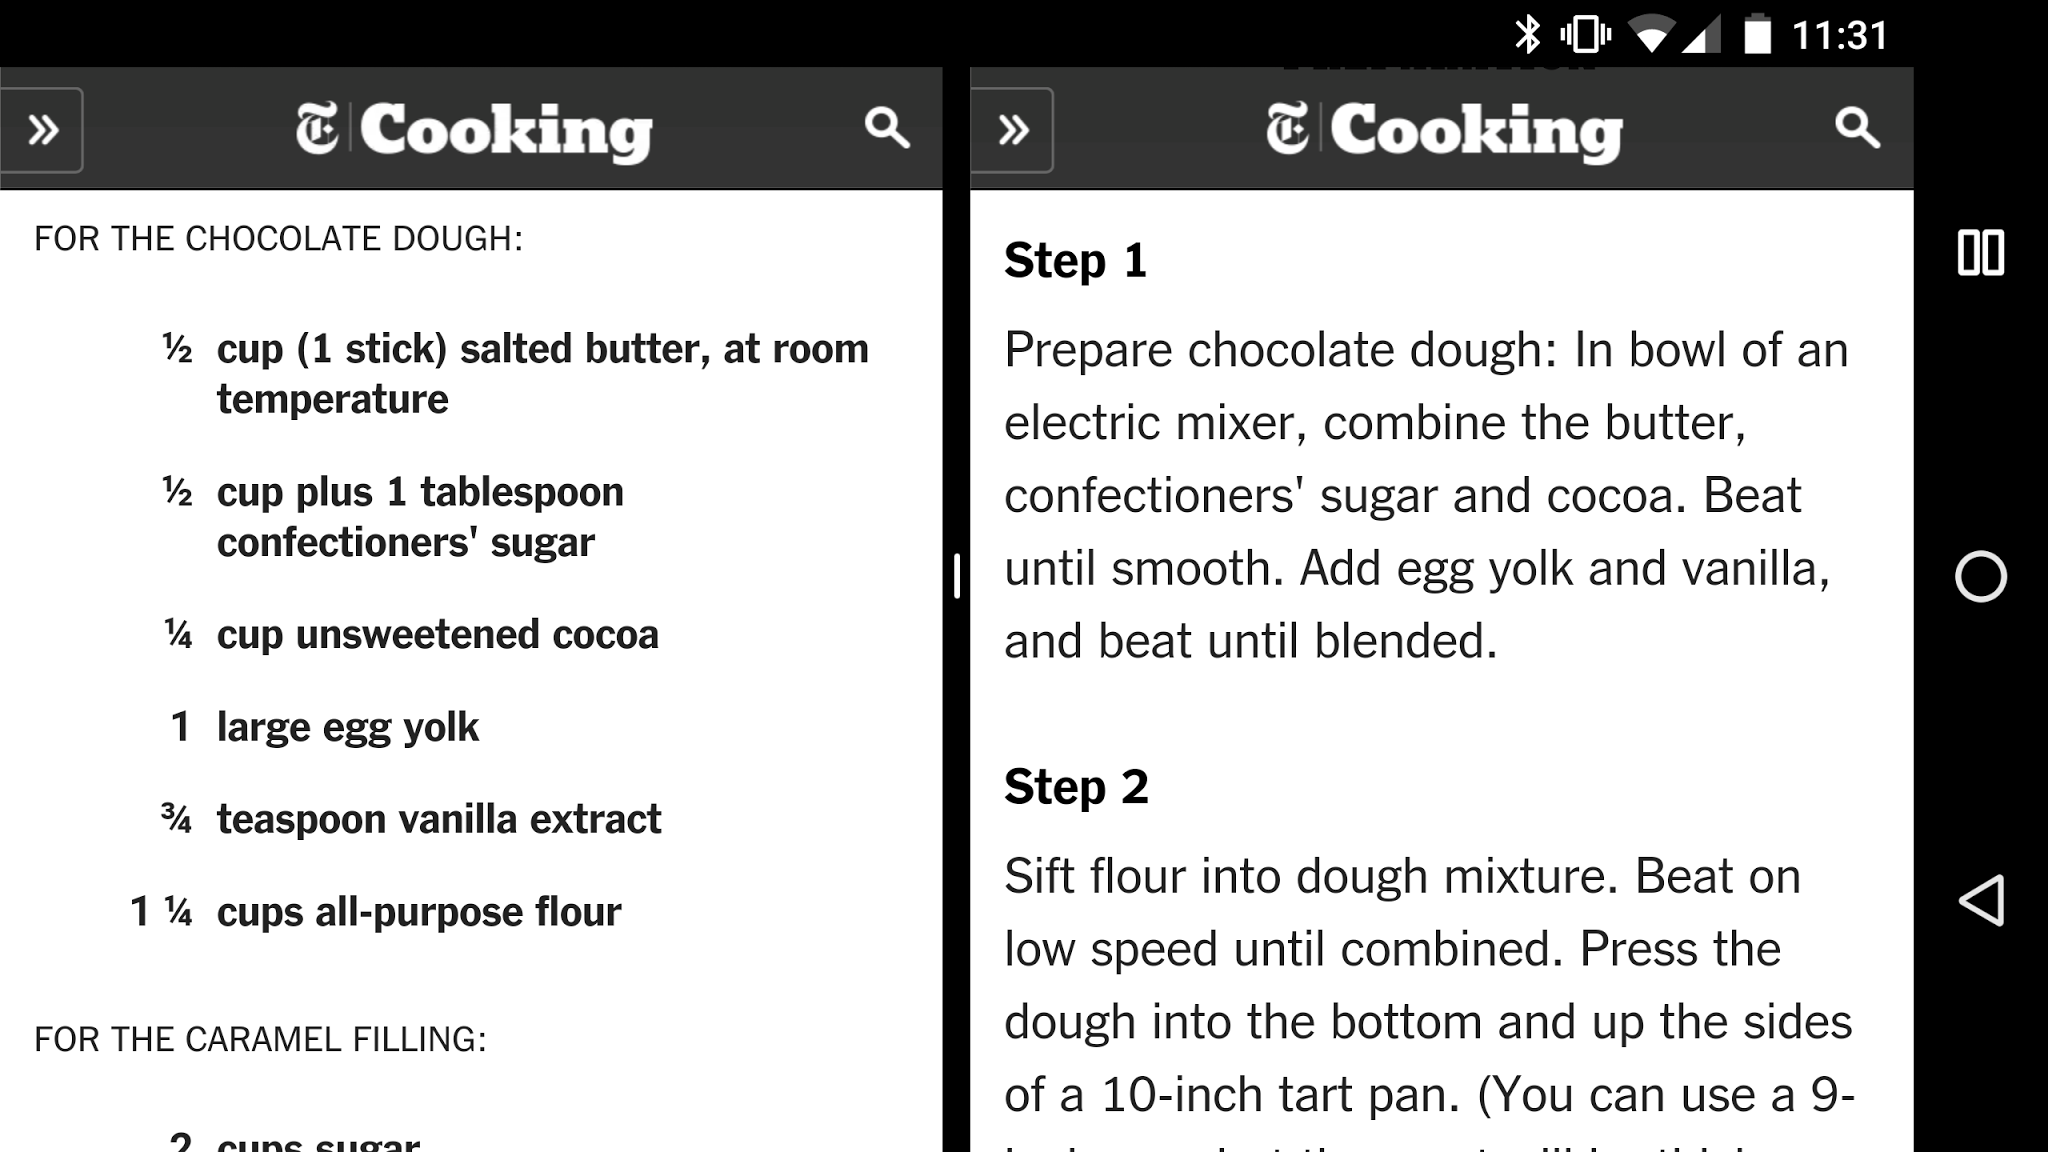 11:31
T Cooking
FOR THE CHOCOLATE DOUGH:
½ cup (1 stick) salted butter, at room
temperature
½ cup plus 1 tablespoon
confectioners' sugar
¼ cup unsweetened cocoa
1 large egg yolk
¾ teaspoon vanilla extract
1 ¼ cups all-purpose flour
FOR THE CARAMEL FILLING:
2 cups sugar
T Cooking
Step 1
Prepare chocolate dough: In bowl of an
electric mixer, combine the butter,
confectioners' sugar and cocoa. Beat
until smooth. Add egg yolk and vanilla,
and beat until blended.
Step 2
Sift flour into dough mixture. Beat on
low speed until combined. Press the
dough into the bottom and up the sides
of a 10-inch tart pan. (You can use a 9-